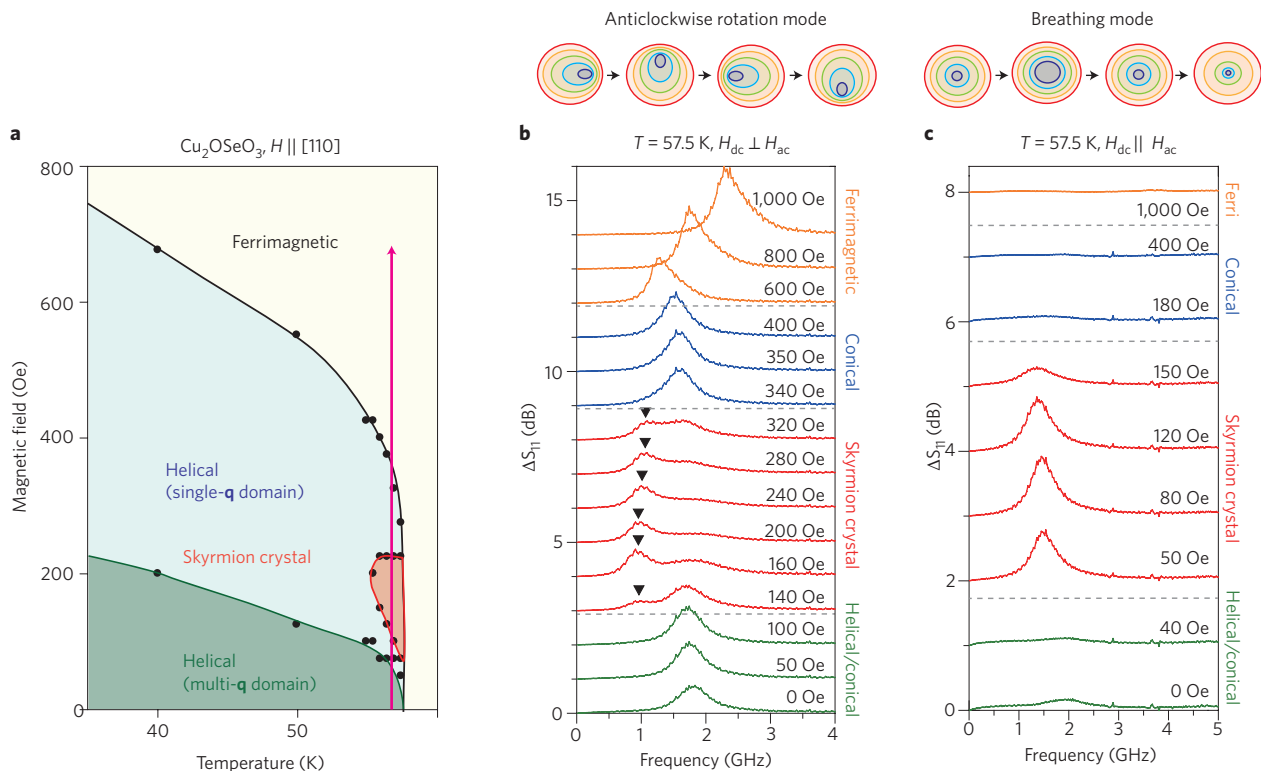 Anticlockwise rotation mode
Breathing mode
a
Cu₂OSeO₃, H || [110]
800
600
400
200
0
40
50
Magnetic field (Oe)
Temperature (K)
Ferrimagnetic
Helical
(single-q domain)
Skyrmion crystal
Helical
(multi-q domain)
b
T = 57.5 K, H_dc ⊥ H_ac
15
10
5
0
0
1
2
3
4
ΔS₁₁ (dB)
Frequency (GHz)
1,000 Oe
800 Oe
600 Oe
400 Oe
350 Oe
340 Oe
320 Oe
280 Oe
240 Oe
200 Oe
160 Oe
140 Oe
100 Oe
50 Oe
0 Oe
Ferrimagnetic
Conical
Skyrmion crystal
Helical/conical
c
T = 57.5 K, H_dc || H_ac
8
6
4
2
0
0
1
2
3
4
5
ΔS₁₁ (dB)
Frequency (GHz)
1,000 Oe
400 Oe
180 Oe
150 Oe
120 Oe
80 Oe
50 Oe
40 Oe
0 Oe
Ferri
Conical
Skyrmion crystal
Helical/conical